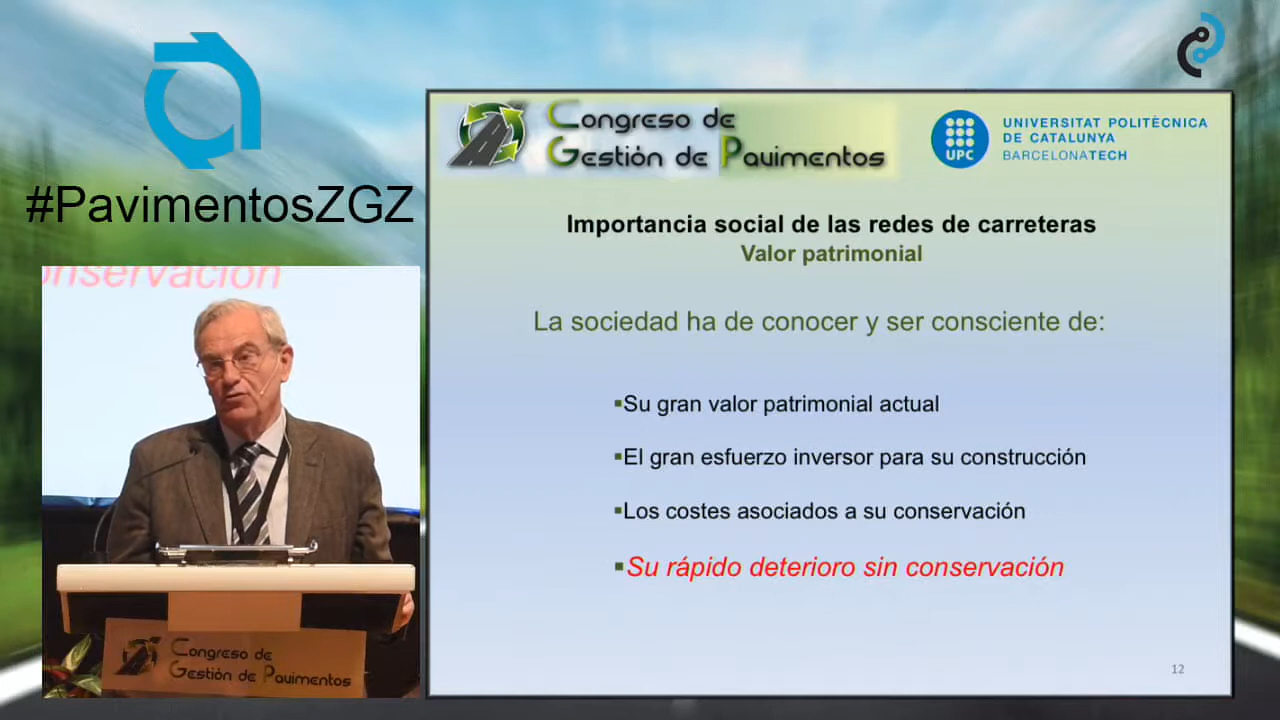 #PavimentosZGZ
onservación
Congreso de
Gestión de Pavimentos
Congreso de
Gestión de Pavimentos
UPC
UNIVERSITAT POLITÈCNICA
DE CATALUNYA
BARCELONATECH
Importancia social de las redes de carreteras
Valor patrimonial
La sociedad ha de conocer y ser consciente de:
▪Su gran valor patrimonial actual
▪El gran esfuerzo inversor para su construcción
▪Los costes asociados a su conservación
▪Su rápido deterioro sin conservación
12